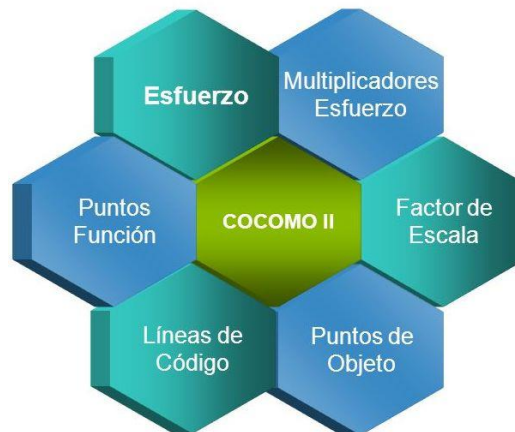 Esfuerzo
Multiplicadores
Esfuerzo
Puntos
Función
COCOMO II
Factor de
Escala
Líneas de
Código
Puntos de
Objeto